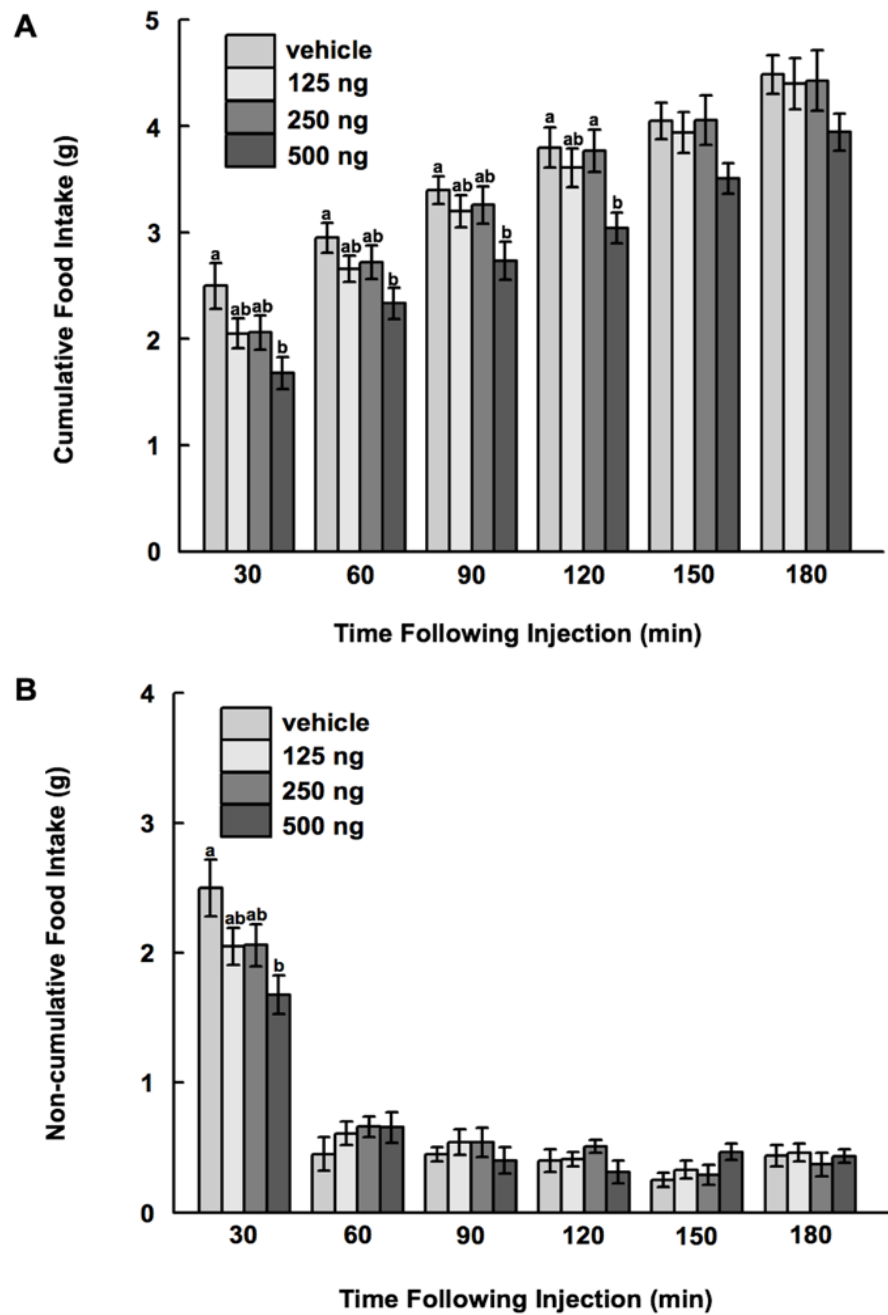 A
5
vehicle
125 ng
250 ng
500 ng
4
3
2
1
0
a
ab
ab
b
a
ab
ab
b
a
ab
ab
b
a
ab
a
b
Cumulative Food Intake (g)
30 60 90 120 150 180
Time Following Injection (min)
B
4
vehicle
125 ng
250 ng
500 ng
3
2
1
0
a
ab
ab
b
Non-cumulative Food Intake (g)
30 60 90 120 150 180
Time Following Injection (min)